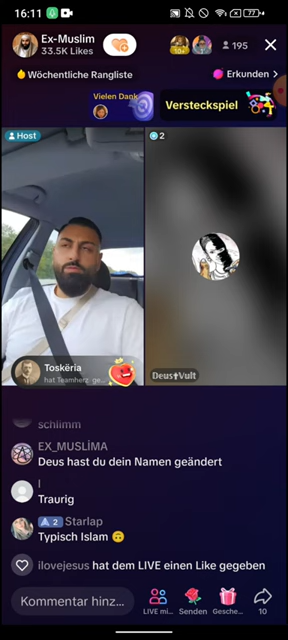 16:11
77
Ex-Muslim
33.5K Likes
195
Wöchentliche Rangliste
Erkunden >
Vielen Dank
Versteckspiel
Host
2
Toskëria
hat Teamherz ge...
Deus✝Vult
schlimm
EX_MUSLİMA
Deus hast du dein Namen geändert
l
Traurig
2 Starlap
Typisch Islam 🙃
ilovejesus hat dem LIVE einen Like gegeben
Kommentar hinz...
LIVE mi...
Senden
Gesche...
10